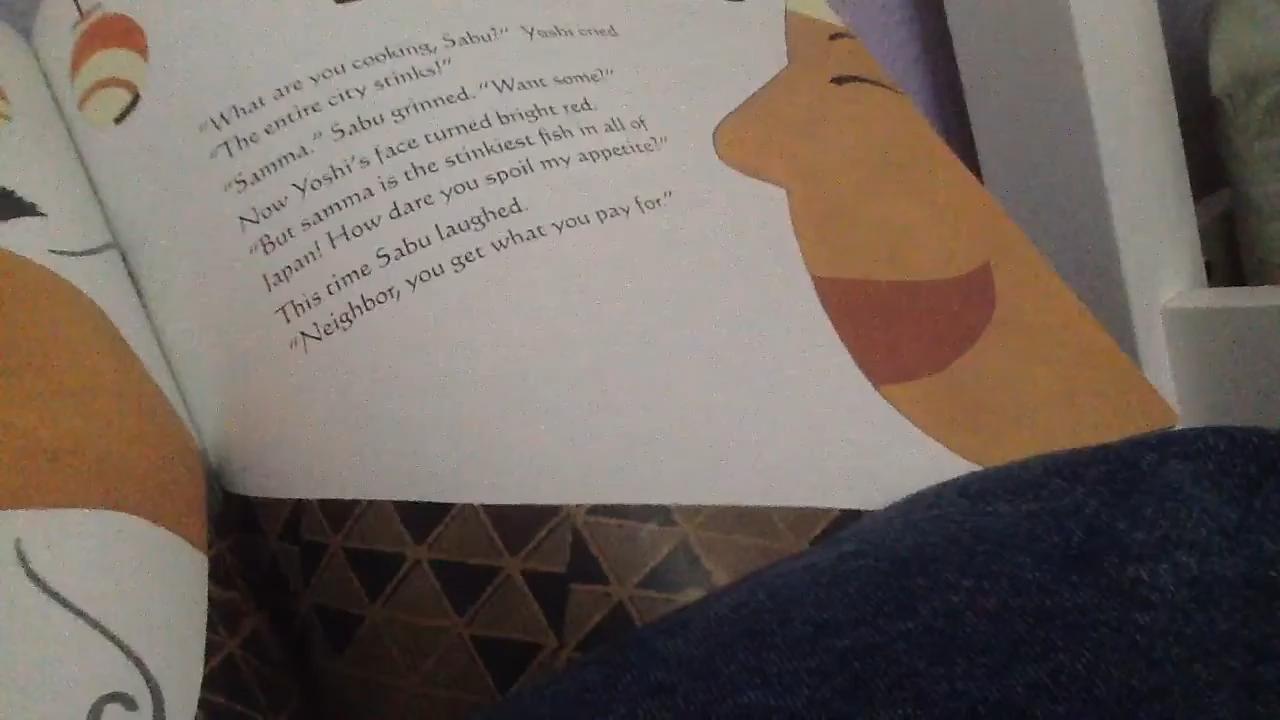 "What are you cooking, Sabu?" Yoshi cried.
"The entire city stinks!"
"Samma." Sabu grinned. "Want some?"
Now Yoshi's face turned bright red.
"But samma is the stinkiest fish in all of
Japan! How dare you spoil my appetite?"
This time Sabu laughed.
"Neighbor, you get what you pay for."